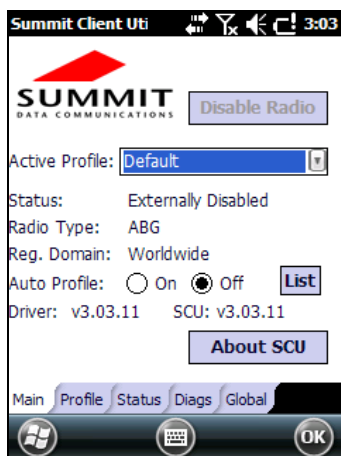 Summit Client Uti 3:03
SUMMIT
DATA COMMUNICATIONS
Disable Radio
Active Profile: Default
Status: Externally Disabled
Radio Type: ABG
Reg. Domain: Worldwide
Auto Profile: On Off List
Driver: v3.03.11 SCU: v3.03.11
About SCU
Main Profile Status Diags Global
OK